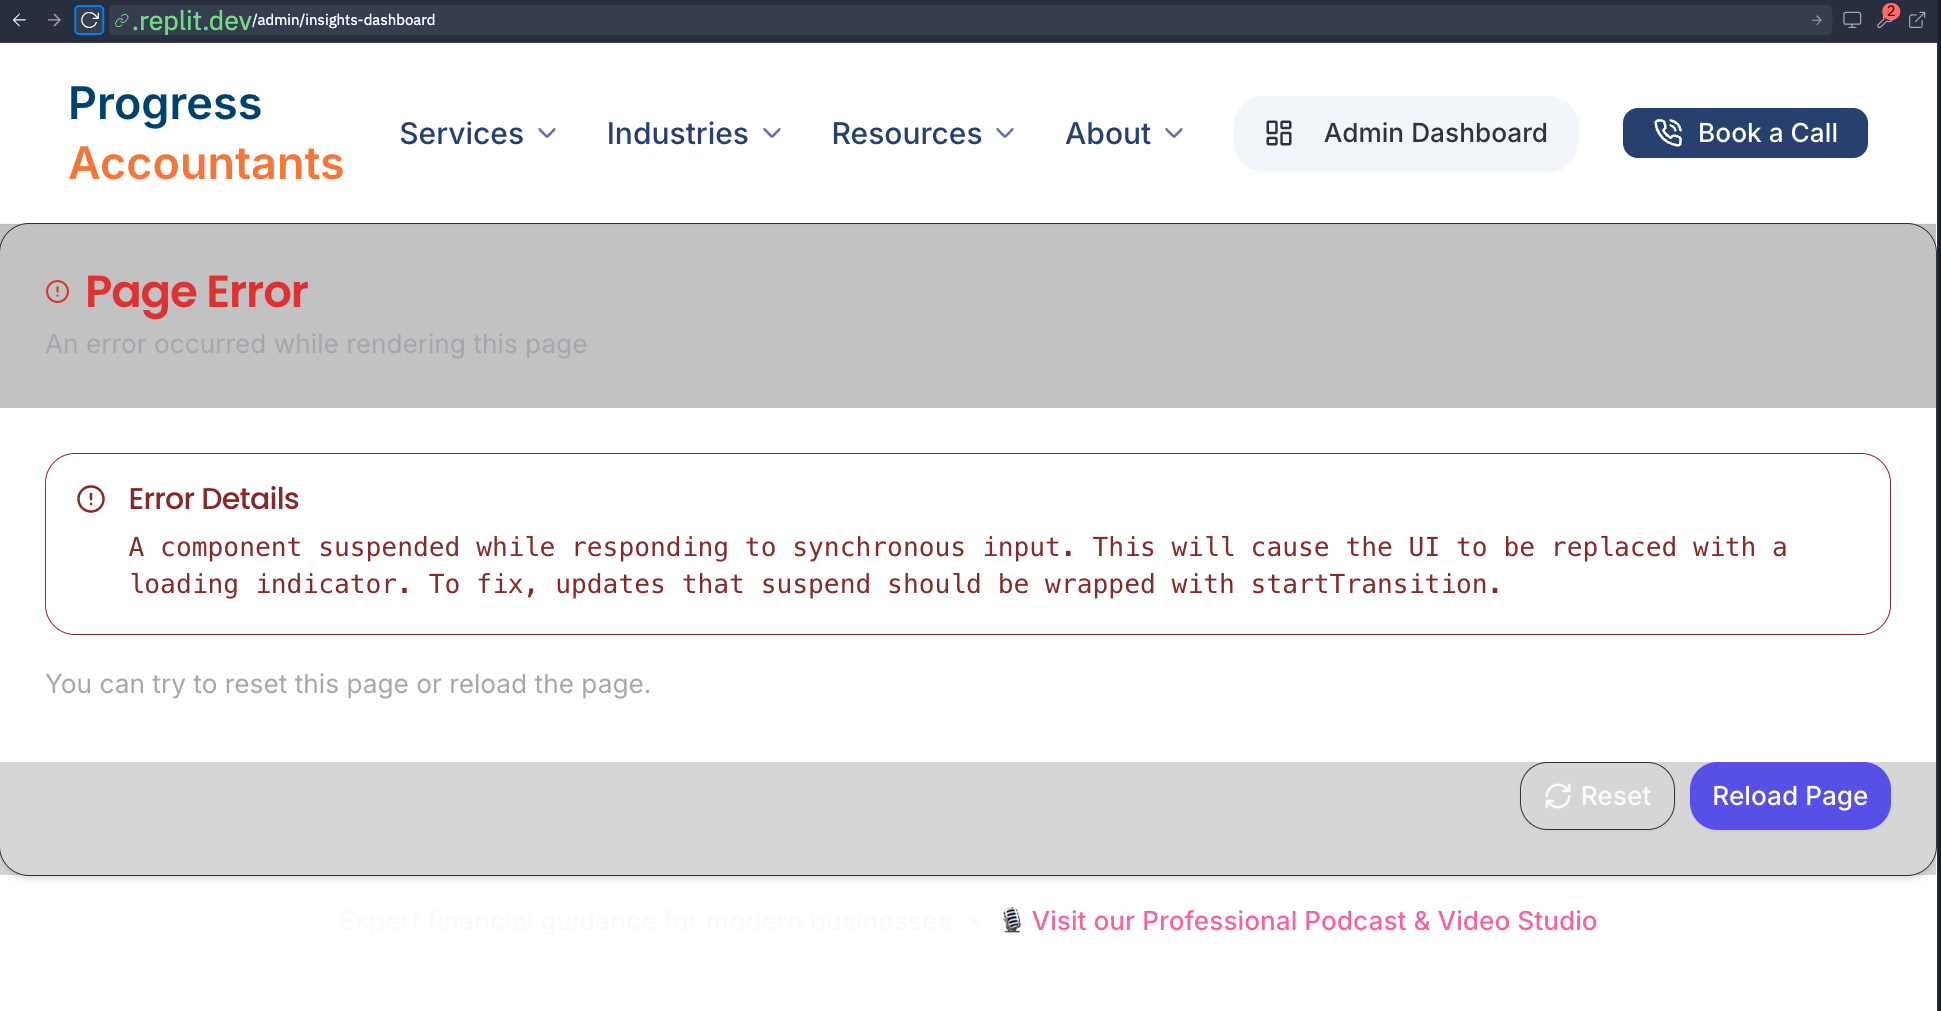 .replit.dev/admin/insights-dashboard
2
Progress
Accountants
Services
Industries
Resources
About
Admin Dashboard
Book a Call
Page Error
An error occurred while rendering this page
Error Details
A component suspended while responding to synchronous input. This will cause the UI to be replaced with a
loading indicator. To fix, updates that suspend should be wrapped with startTransition.
You can try to reset this page or reload the page.
Reset
Reload Page
Expert financial guidance for modern businesses • 🎙️ Visit our Professional Podcast & Video Studio